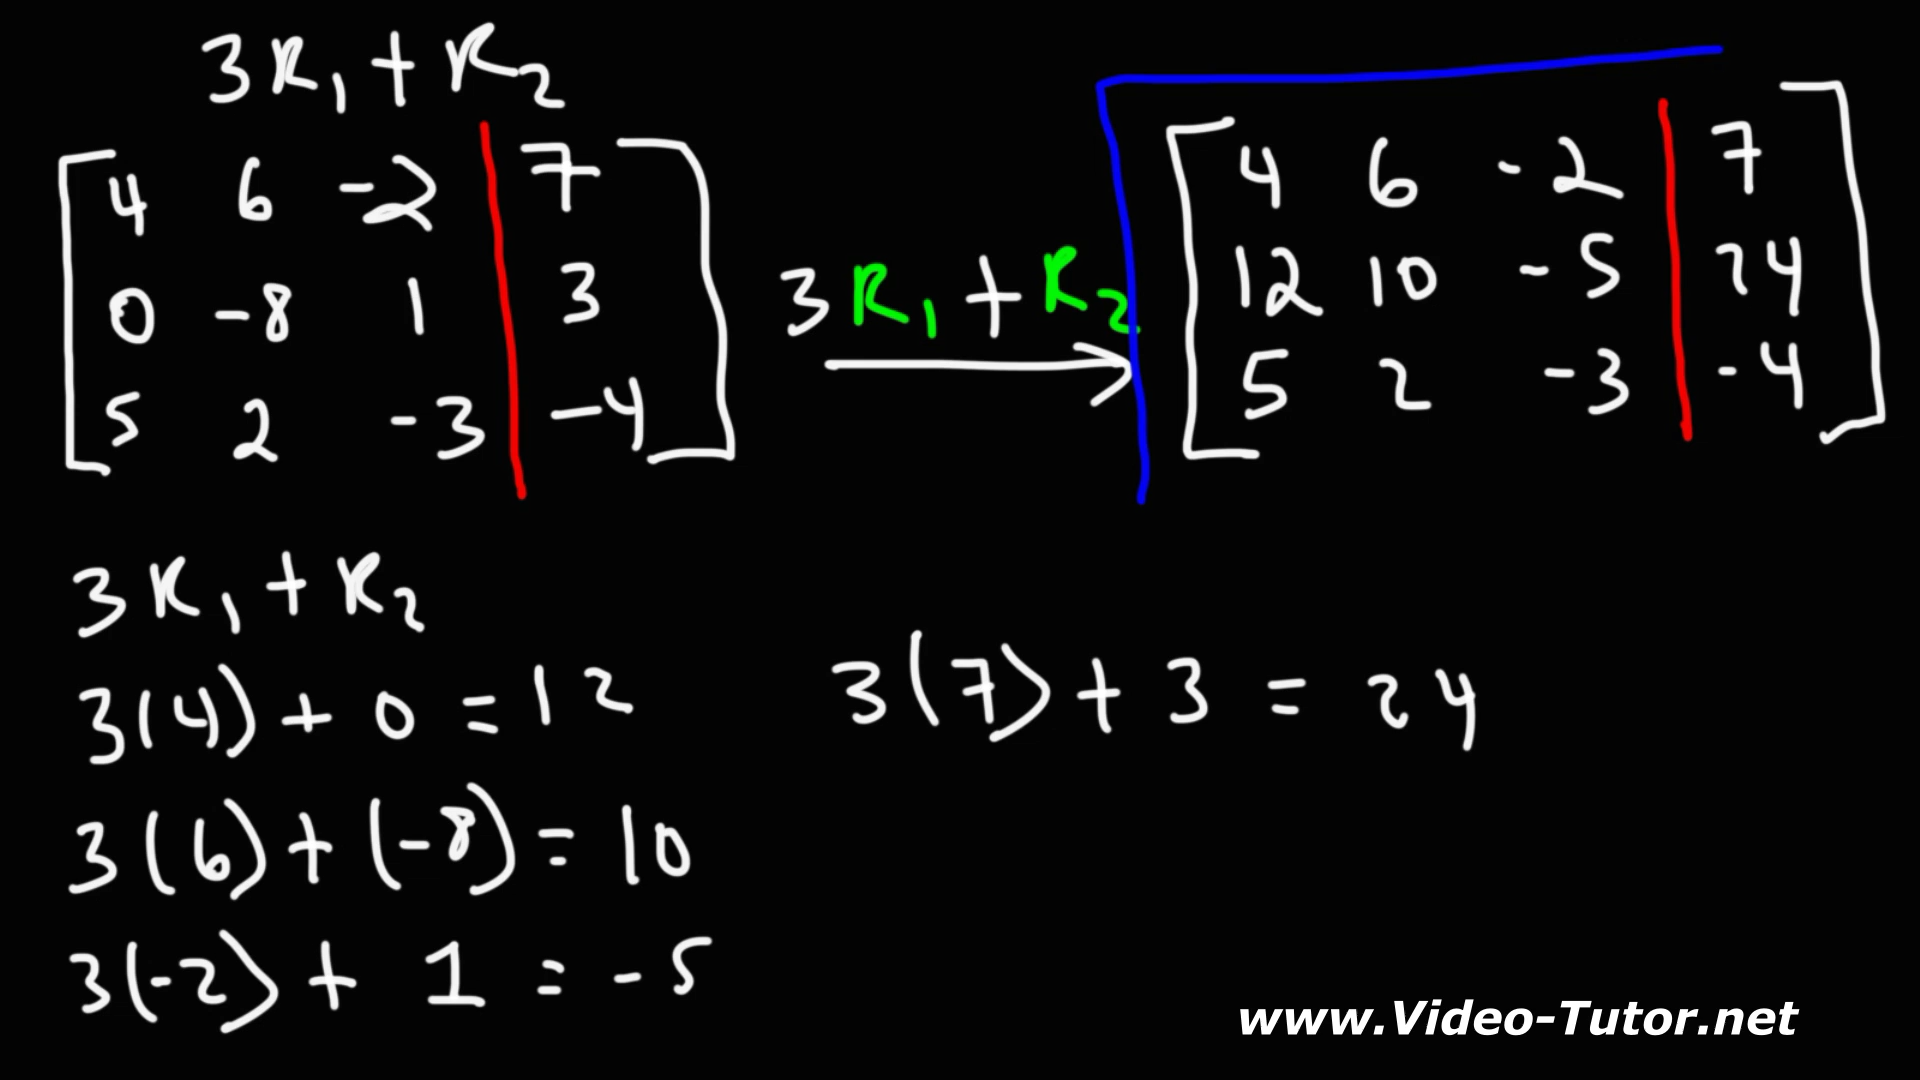 3R1 + R2
4 6 -2 7
0 -8 1 3
5 2 -3 -4
3R1 + R2
4 6 -2 7
12 10 -5 24
5 2 -3 -4
3R1 + R2
3(4) + 0 = 12
3(6) + (-8) = 10
3(-2) + 1 = -5
3(7) + 3 = 24
www.Video-Tutor.net